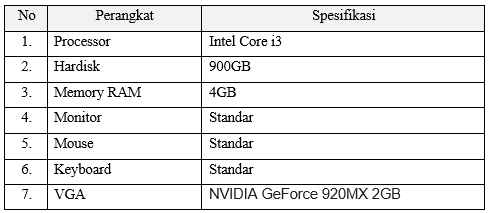 No Perangkat Spesifikasi
1. Processor Intel Core i3
2. Hardisk 900GB
3. Memory RAM 4GB
4. Monitor Standar
5. Mouse Standar
6. Keyboard Standar
7. VGA NVIDIA GeForce 920MX 2GB